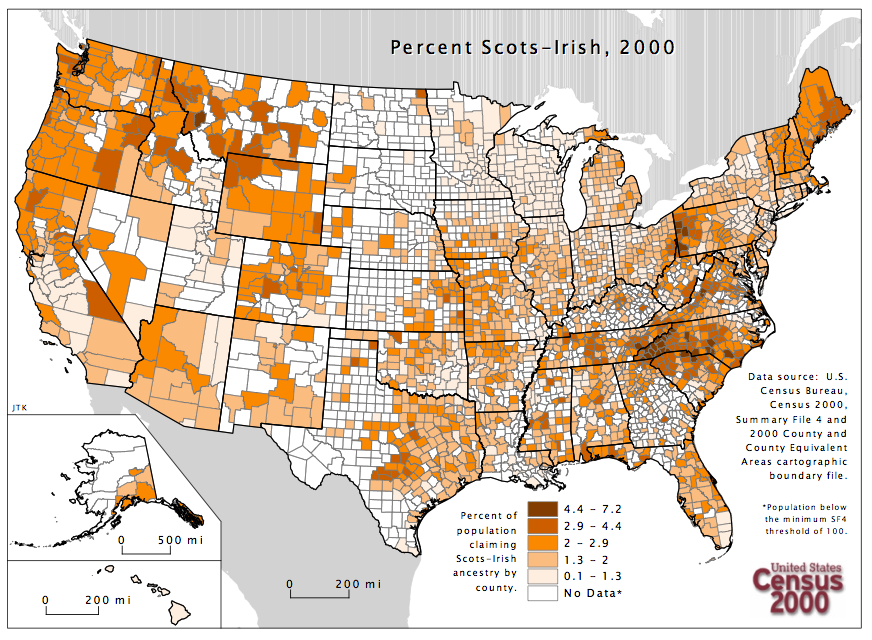 Percent Scots-Irish, 2000
JTK
0 500 mi
0 200 mi
0 200 mi
Percent of
population
claiming
Scots-Irish
ancestry by
county.
4.4 - 7.2
2.9 - 4.4
2 - 2.9
1.3 - 2
0.1 - 1.3
No Data*
Data source: U.S.
Census Bureau,
Census 2000,
Summary File 4 and
2000 County and
County Equivalent
Areas cartographic
boundary file.
*Population below
the minimum SF4
threshold of 100.
United States
Census
2000